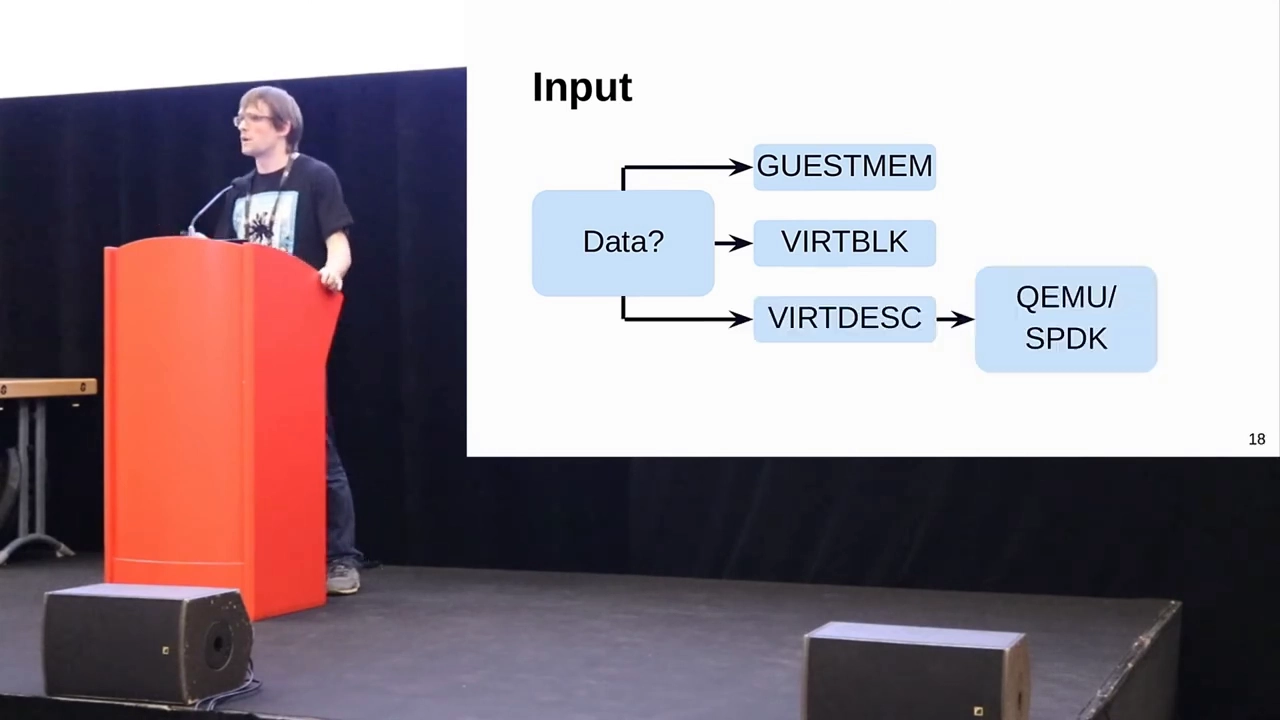 Input
GUESTMEM
Data?
VIRTBLK
VIRTDESC
QEMU/
SPDK
18